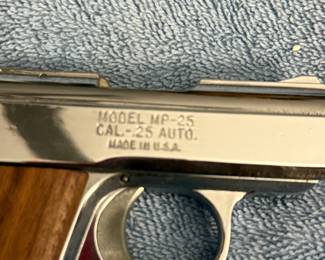 MODEL MP-25
CAL.-.25 AUTO.
MADE IN U.S.A.